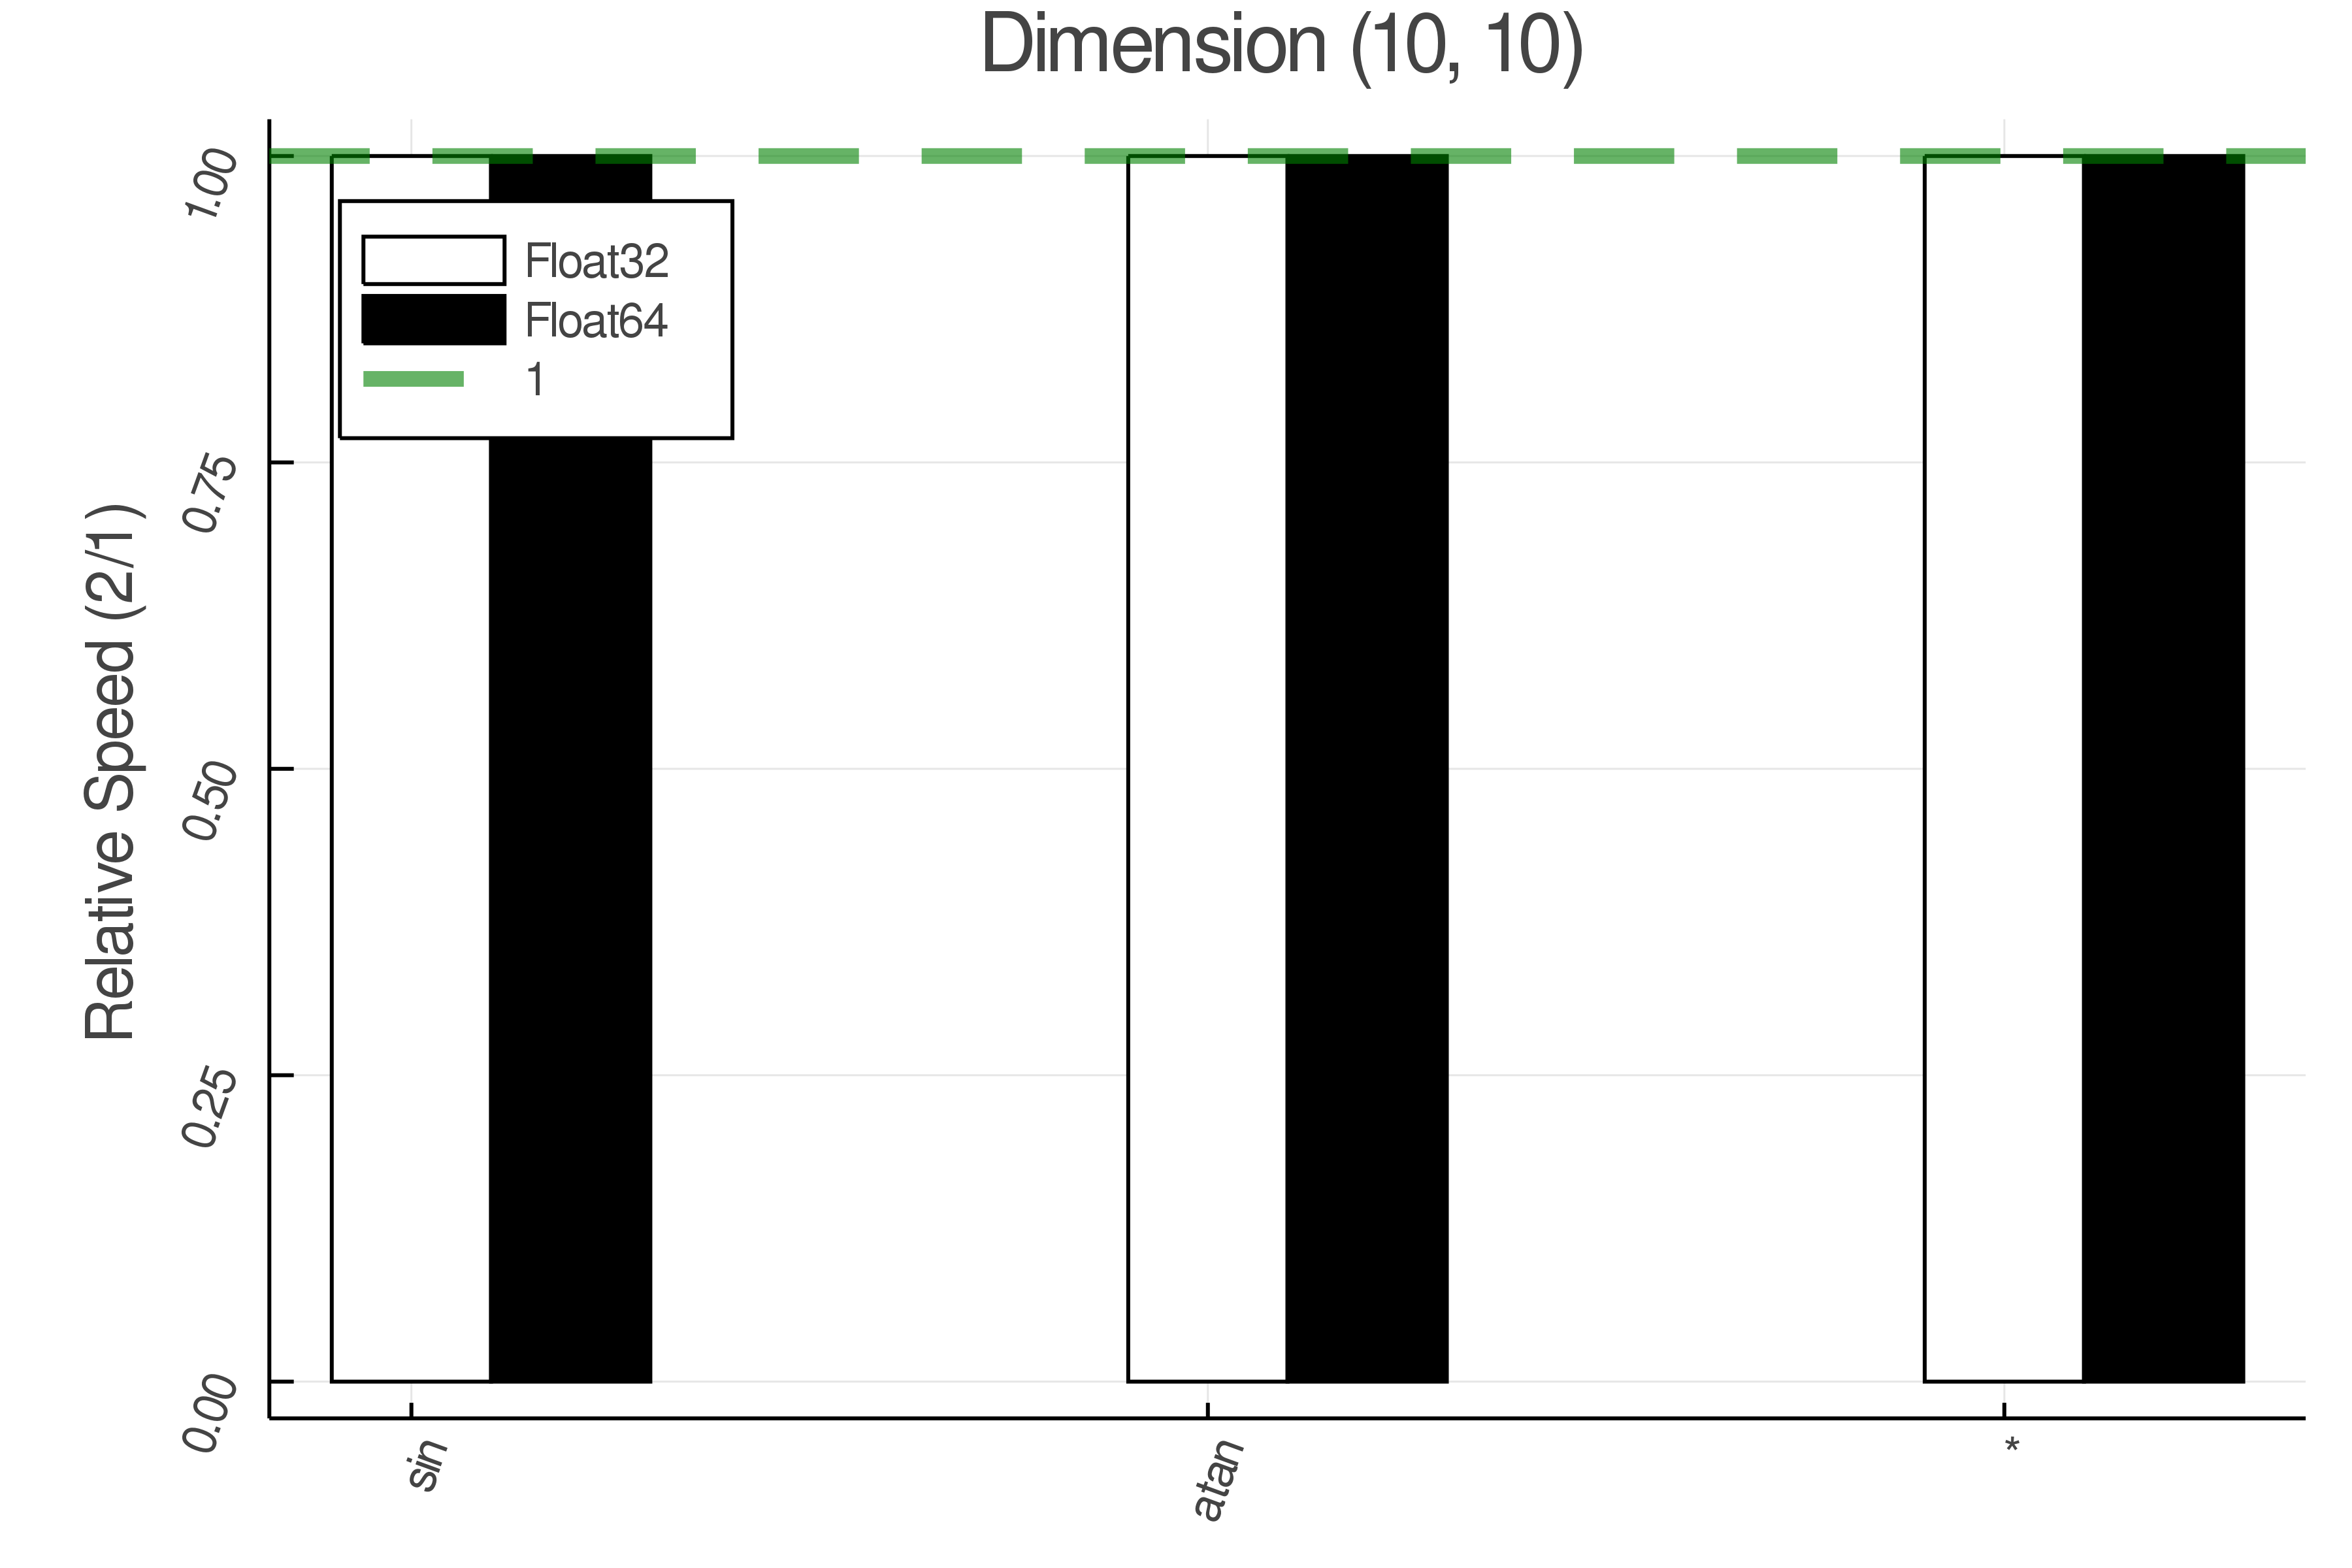 Dimension (10, 10)
Relative Speed (2/1)
1.00
0.75
0.50
0.25
0.00
Float32
Float64
1
sin
atan
*